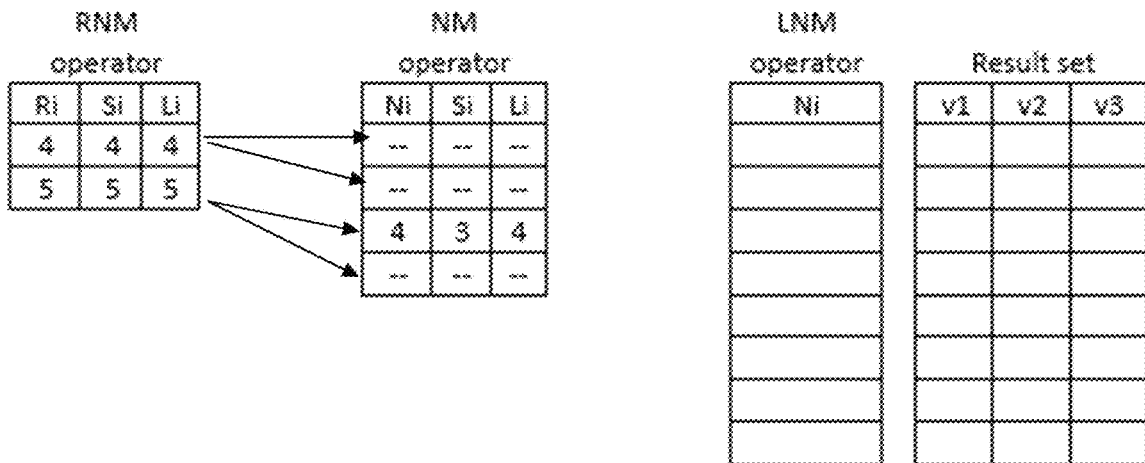 RNM NM LNM
operator operator operator Result set
Ri Si Li Ni Si Li Ni v1 v2 v3
4 4 4 -- -- --
5 5 5 -- -- --
4 3 4
-- -- --